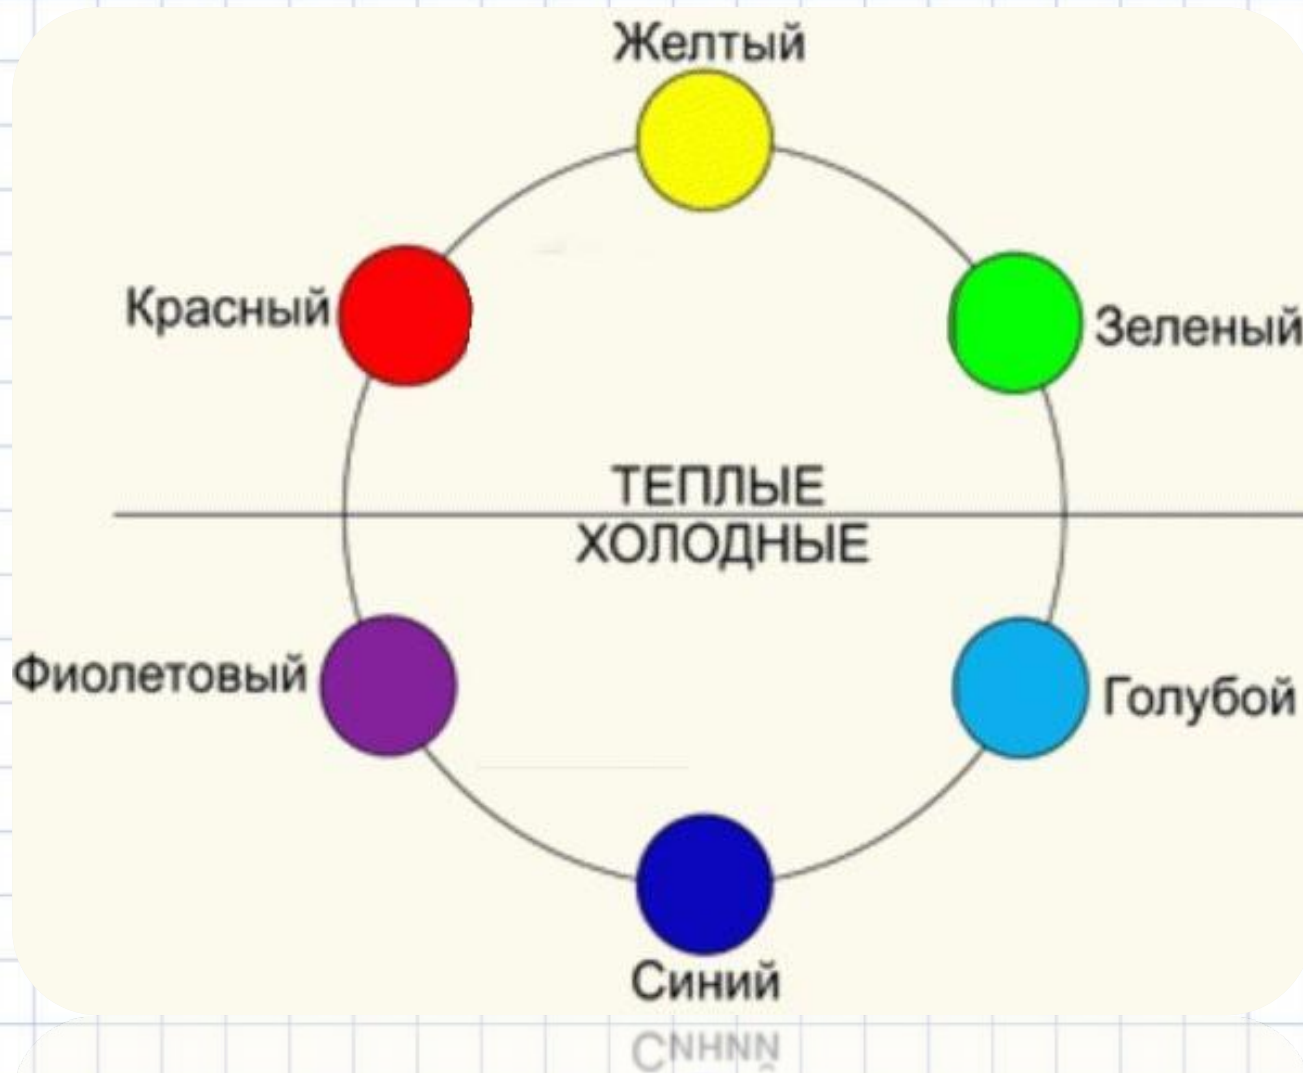 Желтый
Красный
Зеленый
ТЕПЛЫЕ
ХОЛОДНЫЕ
Фиолетовый
Голубой
Синий